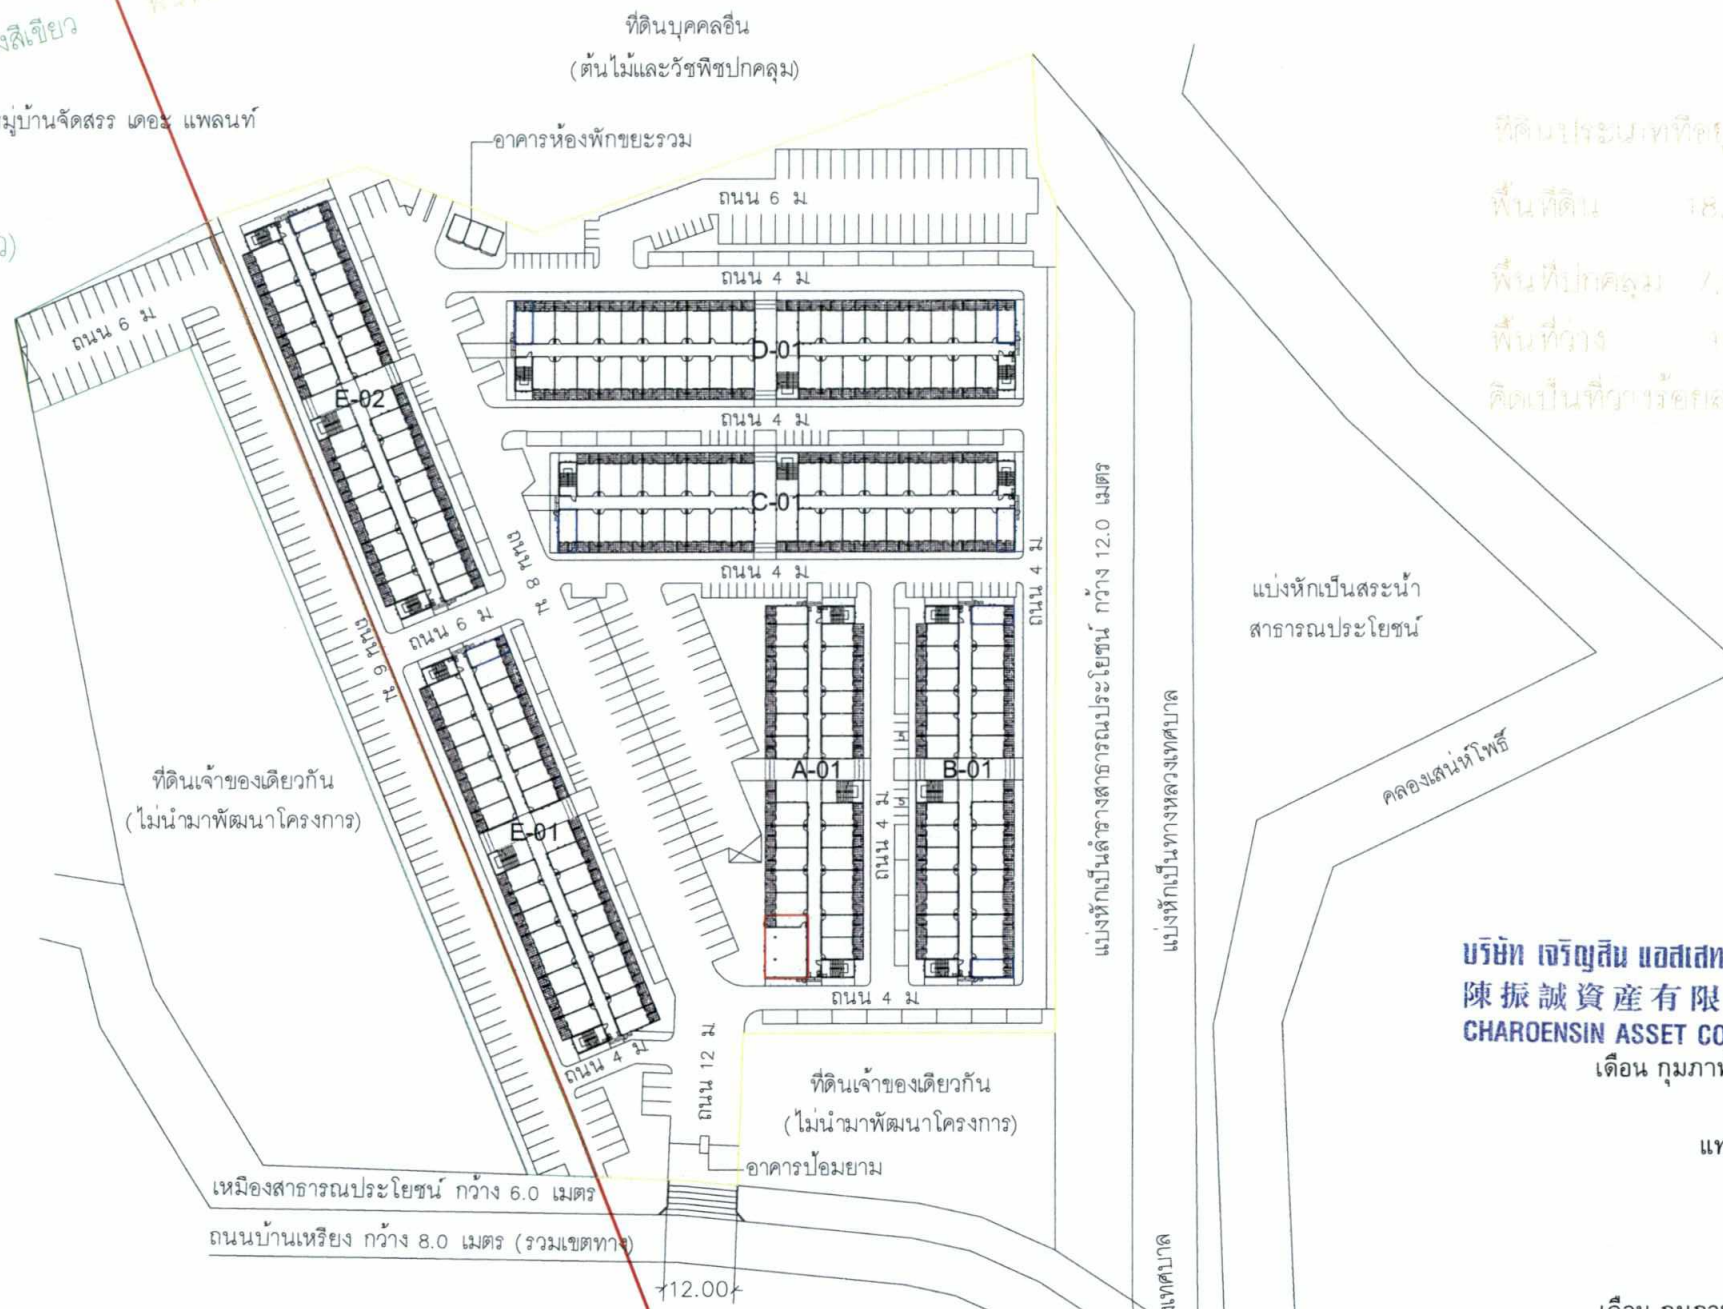 ที่ดินบุคคลอื่น
(ต้นไม้และวัชพืชปกคลุม)
หมู่บ้านจัดสรร เดอะ แพลนท์
อาคารห้องพักขยะรวม
ถนน 6 ม
ถนน 4 ม
ถนน 6 ม
D-01
E-02
ถนน 4 ม
C-01
ถนน 8 ม
ถนน 4 ม
ถนน 4 ม
ถนน 6 ม
ถนน 6 ม
A-01
B-01
E-01
ถนน 4 ม
ถนน 4 ม
ถนน 4 ม
ถนน 12 ม
ที่ดินเจ้าของเดียวกัน
(ไม่นำมาพัฒนาโครงการ)
ที่ดินเจ้าของเดียวกัน
(ไม่นำมาพัฒนาโครงการ)
อาคารป้อมยาม
เหมืองสาธารณประโยชน์ กว้าง 6.0 เมตร
ถนนบ้านเหรียง กว้าง 8.0 เมตร (รวมเขตทาง)
12.00
แบ่งหักเป็นลำรางสาธารณประโยชน์ กว้าง 12.0 เมตร
แบ่งหักเป็นทางหลวงเทศบาล
แบ่งหักเป็นสระน้ำ
สาธารณประโยชน์
คลองเสน่ห์โพธิ์
พื้นที่ดิน
พื้นที่ปกคลุม
พื้นที่ว่าง
บริษัท เจริญสิน
陳振誠資産有限
CHAROENSIN ASSET CO
เดือน